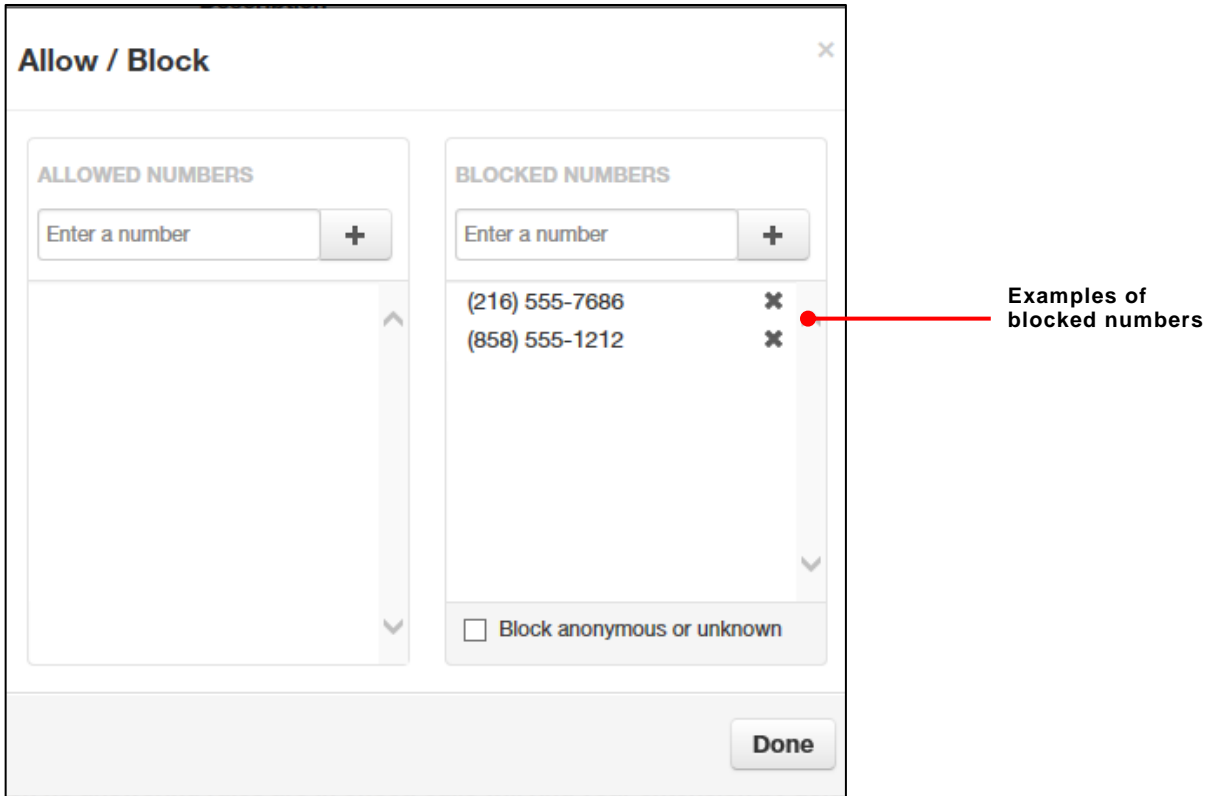 Allow / Block
×
ALLOWED NUMBERS
Enter a number
+
BLOCKED NUMBERS
Enter a number
+
(216) 555-7686 ✖
(858) 555-1212 ✖
Block anonymous or unknown
Done
Examples of
blocked numbers